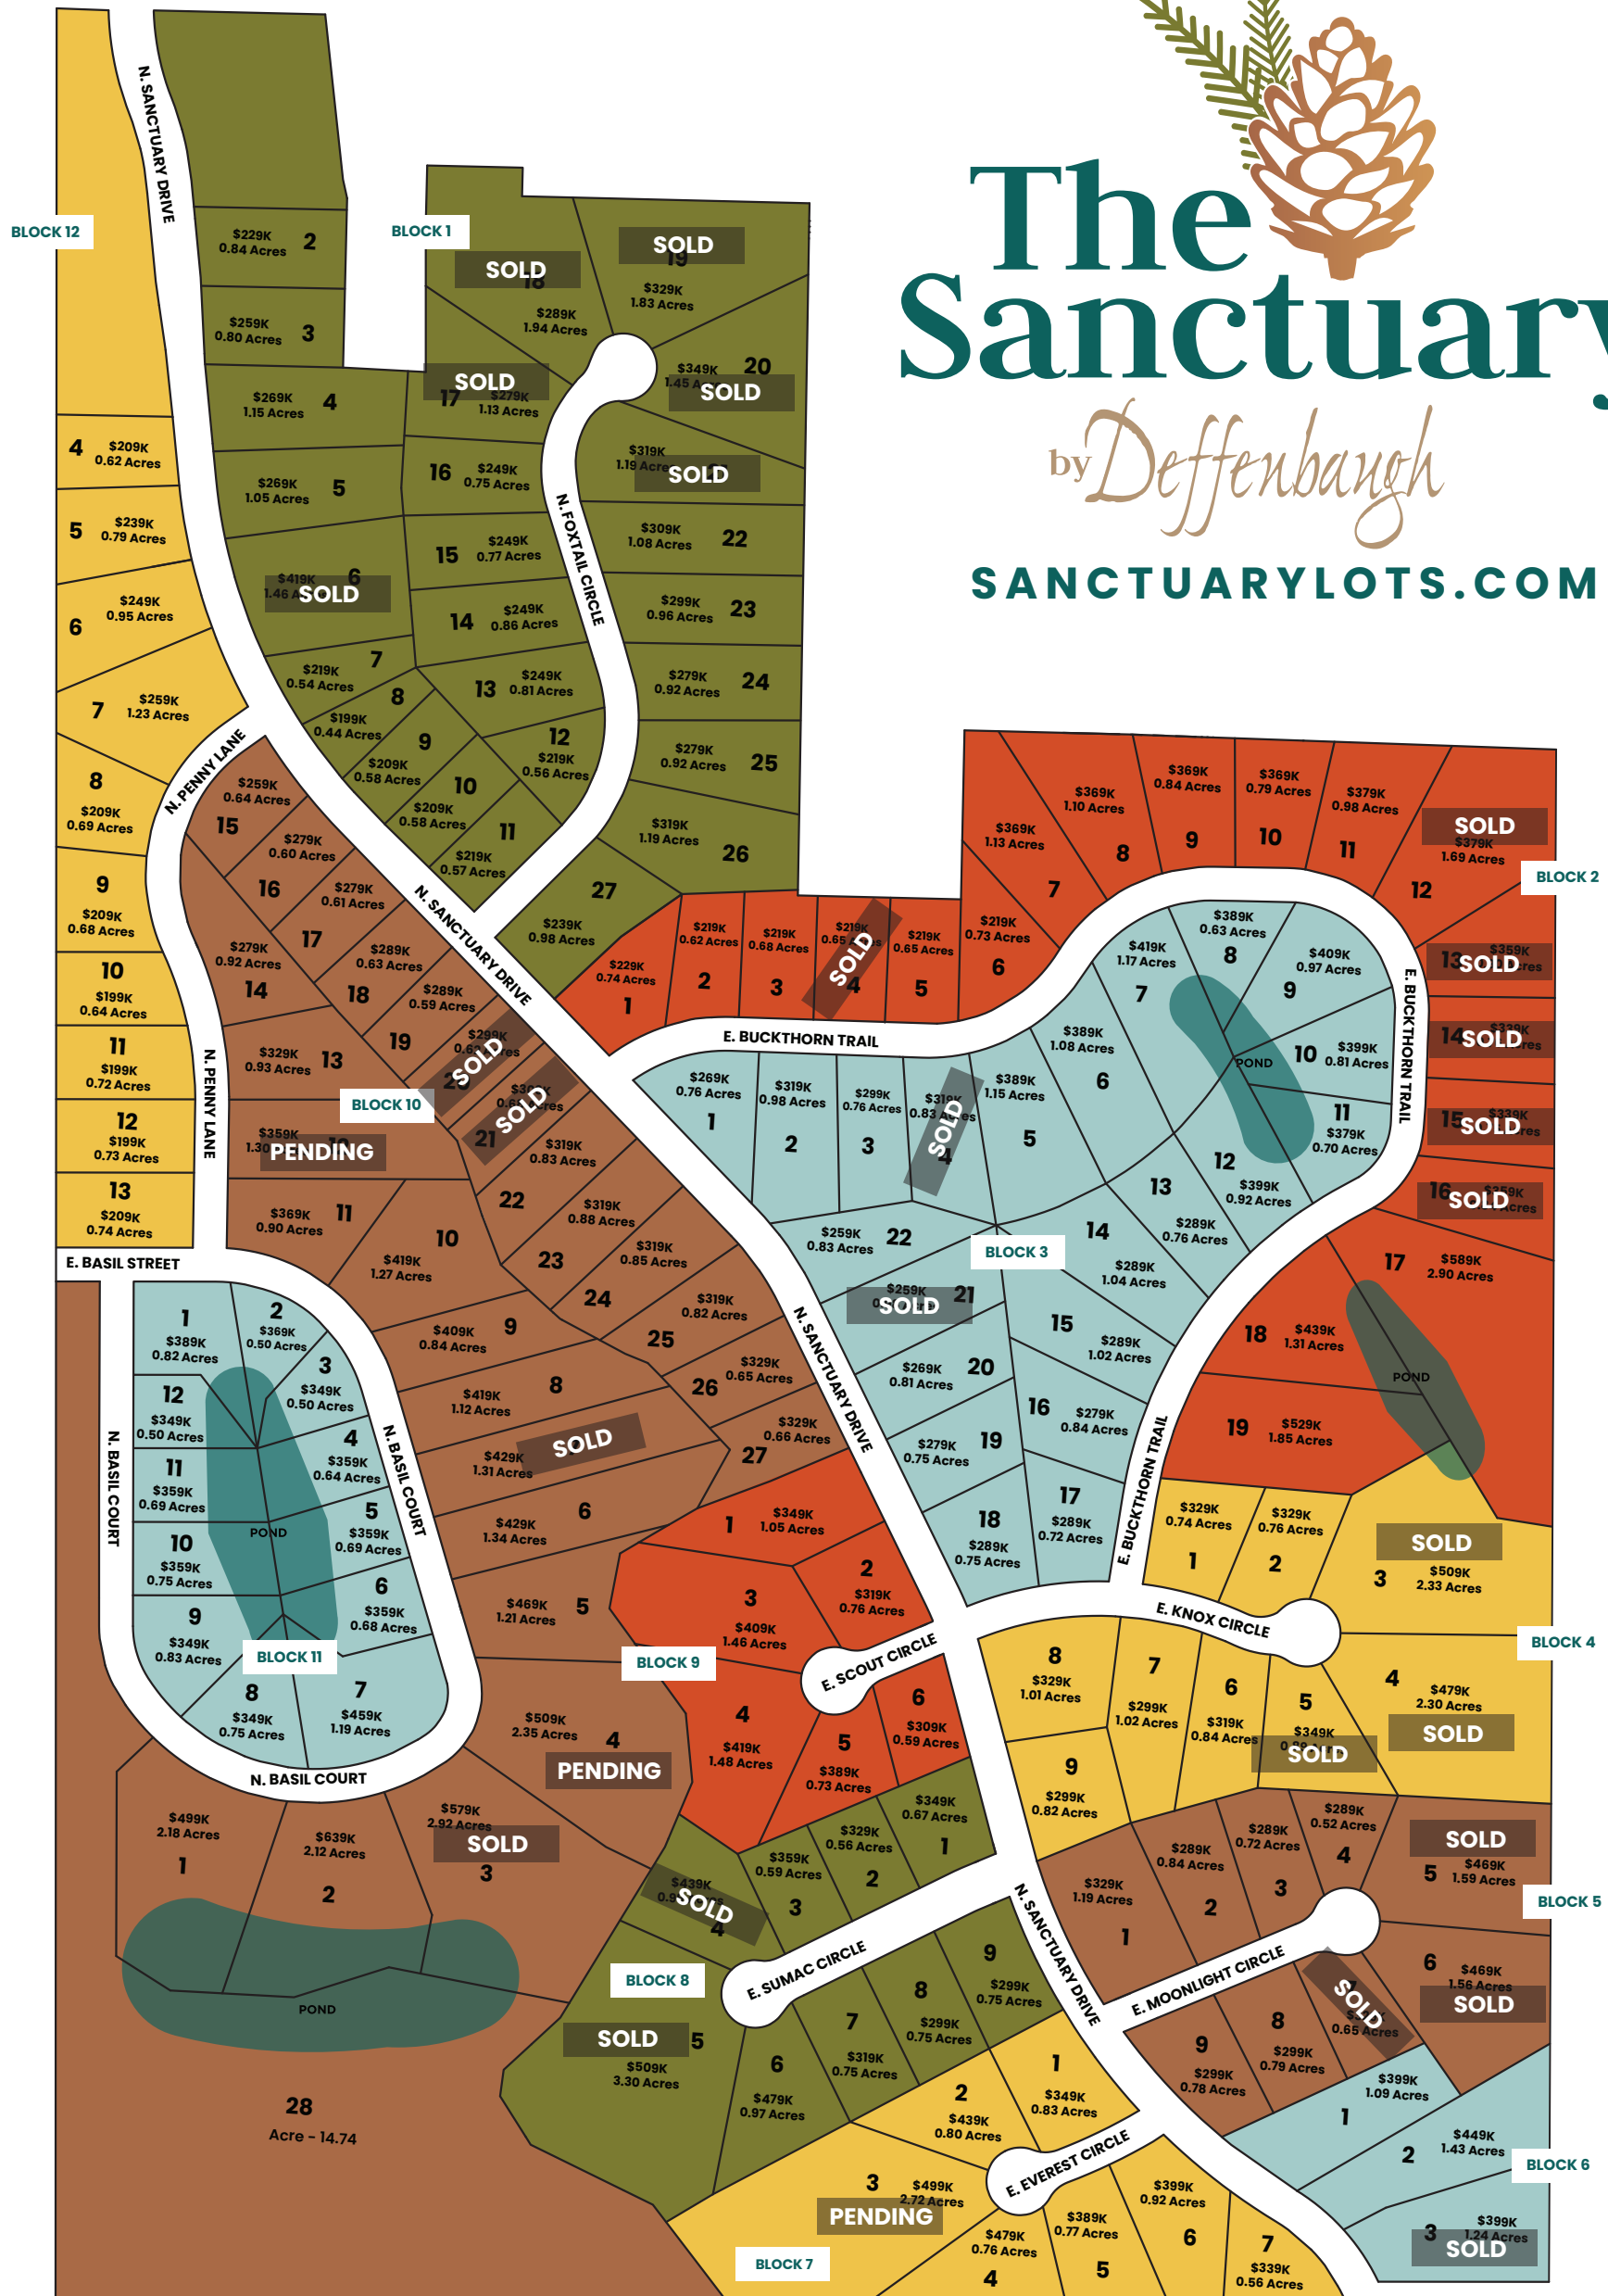 The
Sanctuary
by Deffenbaugh
SANCTUARYLOTS.COM
BLOCK 12
N. SANCTUARY DRIVE
4 $209K
0.62 Acres
5 $239K
0.79 Acres
6 $249K
0.95 Acres
7 $259K
1.23 Acres
8
$209K
0.69 Acres
9
$209K
0.68 Acres
10
$199K
0.64 Acres
11
$199K
0.72 Acres
12
$199K
0.73 Acres
13
$209K
0.74 Acres
N. PENNY LANE
N. PENNY LANE
E. BASIL STREET
BLOCK 1
$229K
0.84 Acres 2
$259K
0.80 Acres 3
$269K
1.15 Acres 4
$269K
1.05 Acres 5
$419K 6
SOLD
$219K
0.54 Acres 7
8
$199K
0.44 Acres
9
$209K
0.58 Acres
10
$209K
0.58 Acres
11
$219K
0.57 Acres
12
$219K
0.56 Acres
13 $249K
0.81 Acres
14 $249K
0.86 Acres
15 $249K
0.77 Acres
16 $249K
0.75 Acres
SOLD
17 $279K
1.13 Acres
SOLD
18
$289K
1.94 Acres
SOLD
19
$329K
1.83 Acres
$349K 20
1.45 Acres
SOLD
$319K
1.19 Acres
SOLD
N. FOXTAIL CIRCLE
$309K
1.08 Acres 22
$299K
0.96 Acres 23
$279K
0.92 Acres 24
$279K
0.92 Acres 25
$319K
1.19 Acres 26
27
$239K
0.98 Acres
N. SANCTUARY DRIVE
BLOCK 2
$229K
0.74 Acres
1
$219K
0.62 Acres
2
$219K
0.68 Acres
3
$219K
0.65 Acres
SOLD
4
$219K
0.65 Acres
5
$219K
0.73 Acres
6
$369K
1.13 Acres
7
$369K
1.10 Acres
8
$369K
0.84 Acres
9
$369K
0.79 Acres
10
$379K
0.98 Acres
11
SOLD
$379K
1.69 Acres
12
13 $359K
SOLD
14 $339K
SOLD
15 $339K
SOLD
16 $359K
SOLD
17 $589K
2.90 Acres
18 $439K
1.31 Acres
19 $529K
1.85 Acres
POND
E. BUCKTHORN TRAIL
E. BUCKTHORN TRAIL
E. BUCKTHORN TRAIL
BLOCK 3
$269K
0.76 Acres
1
$319K
0.98 Acres
2
$299K
0.76 Acres
3
$319K
0.83 Acres
SOLD
4
$389K
1.15 Acres
5
$389K
1.08 Acres
6
$419K
1.17 Acres
7
$389K
0.63 Acres
8
$409K
0.97 Acres
9
10 $399K
0.81 Acres
POND
11
$379K
0.70 Acres
12
$399K
0.92 Acres
13
$289K
0.76 Acres
14
$289K
1.04 Acres
15
$289K
1.02 Acres
16 $279K
0.84 Acres
17
$289K
0.72 Acres
18
$289K
0.75 Acres
$279K
0.75 Acres 19
$269K
0.81 Acres 20
$259K 21
SOLD
$259K
0.83 Acres 22
N. SANCTUARY DRIVE
BLOCK 10
$259K
0.64 Acres
15
$279K
0.60 Acres
16
$279K
0.61 Acres
17
$289K
0.63 Acres
18
$289K
0.59 Acres
19
$299K
SOLD
20
SOLD
21
$279K
0.92 Acres
14
$329K
0.93 Acres 13
$359K
PENDING
$369K
0.90 Acres 11
10
$419K
1.27 Acres
$319K
0.83 Acres
22
$319K
0.88 Acres
23
$319K
0.85 Acres
24
$319K
0.82 Acres
25
$329K
0.65 Acres
26
$329K
0.66 Acres
27
$409K
0.84 Acres 9
$419K
1.12 Acres 8
$429K
1.31 Acres
SOLD
$429K
1.34 Acres 6
$469K
1.21 Acres 5
$509K
2.35 Acres 4
PENDING
$579K
2.92 Acres
SOLD
3
$639K
2.12 Acres
2
$499K
2.18 Acres
1
POND
28
Acre - 14.74
BLOCK 11
N. BASIL COURT
N. BASIL COURT
N. BASIL COURT
1
$389K
0.82 Acres
2
$369K
0.50 Acres
3
$349K
0.50 Acres
4
$359K
0.64 Acres
5
$359K
0.69 Acres
6
$359K
0.68 Acres
7
$459K
1.19 Acres
8
$349K
0.75 Acres
9
$349K
0.83 Acres
10
$359K
0.75 Acres
11
$359K
0.69 Acres
12
$349K
0.50 Acres
POND
BLOCK 9
1 $349K
1.05 Acres
2
$319K
0.76 Acres
3
$409K
1.46 Acres
4
$419K
1.48 Acres
5
$389K
0.73 Acres
6
$309K
0.59 Acres
E. SCOUT CIRCLE
BLOCK 4
$329K
0.74 Acres
1
$329K
0.76 Acres
2
SOLD
3 $509K
2.33 Acres
4 $479K
2.30 Acres
SOLD
5
$349K
SOLD
6
$319K
0.84 Acres
7
$299K
1.02 Acres
8
$329K
1.01 Acres
9
$299K
0.82 Acres
E. KNOX CIRCLE
BLOCK 5
$329K
1.19 Acres
1
$289K
0.84 Acres
2
$289K
0.72 Acres
3
$289K
0.52 Acres
4
SOLD
5 $469K
1.59 Acres
6 $469K
1.56 Acres
SOLD
SOLD
0.65 Acres
8
$299K
0.79 Acres
9
$299K
0.78 Acres
E. MOONLIGHT CIRCLE
N. SANCTUARY DRIVE
BLOCK 8
$349K
0.67 Acres
1
$329K
0.56 Acres
2
$359K
0.59 Acres
3
$439K
SOLD
4
SOLD 5
$509K
3.30 Acres
6
$479K
0.97 Acres
7
$319K
0.75 Acres
8
$299K
0.75 Acres
9
$299K
0.75 Acres
E. SUMAC CIRCLE
BLOCK 6
$399K
1.09 Acres
1
2 $449K
1.43 Acres
3 $399K
1.24 Acres
SOLD
BLOCK 7
1
$349K
0.83 Acres
2
$439K
0.80 Acres
3 $499K
2.72 Acres
PENDING
$479K
0.76 Acres
4
$389K
0.77 Acres
5
$399K
0.92 Acres
6
7
$339K
0.56 Acres
E. EVEREST CIRCLE